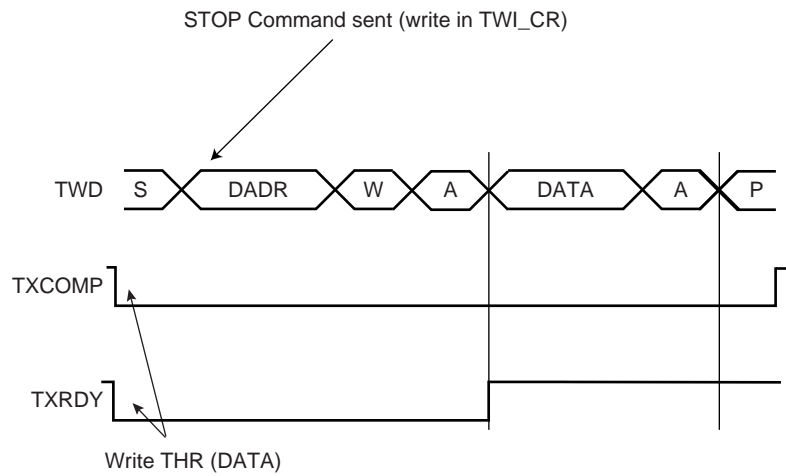 STOP Command sent (write in TWI_CR)
TWD S DADR W A DATA A P
TXCOMP
TXRDY
Write THR (DATA)